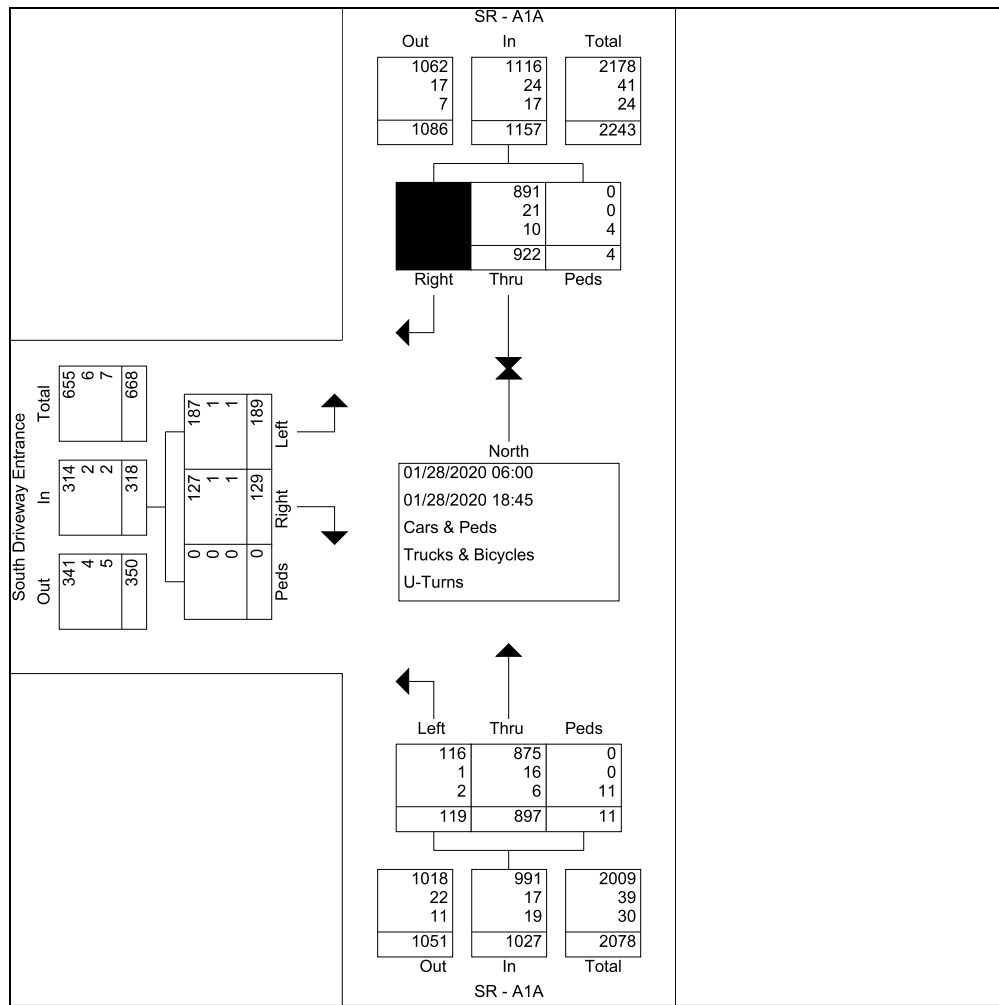 SR - A1A
Out In Total
1062 1116 2178
17 24 41
7 17 24
1086 1157 2243
891 0
21 0
10 4
922 4
Right Thru Peds
South Driveway Entrance
Total
655 6 7 668
In
314 2 2 318
Out
341 4 5 350
187 1 1 189
Left
127 1 1 129
Right
0 0 0 0
Peds
North
01/28/2020 06:00
01/28/2020 18:45
Cars & Peds
Trucks & Bicycles
U-Turns
Left Thru Peds
116 875 0
1 16 0
2 6 11
119 897 11
1018 991 2009
22 17 39
11 19 30
1051 1027 2078
Out In Total
SR - A1A